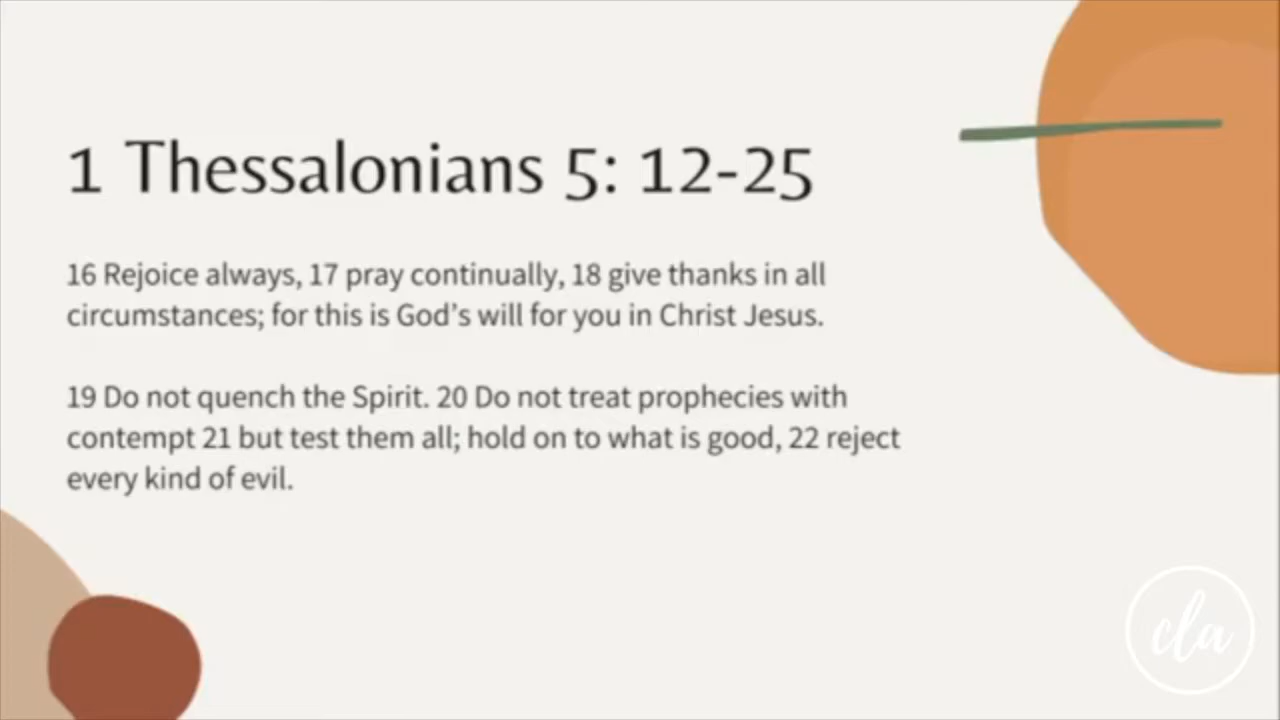 1 Thessalonians 5: 12-25
16 Rejoice always, 17 pray continually, 18 give thanks in all
circumstances; for this is God’s will for you in Christ Jesus.
19 Do not quench the Spirit. 20 Do not treat prophecies with
contempt 21 but test them all; hold on to what is good, 22 reject
every kind of evil.
cla